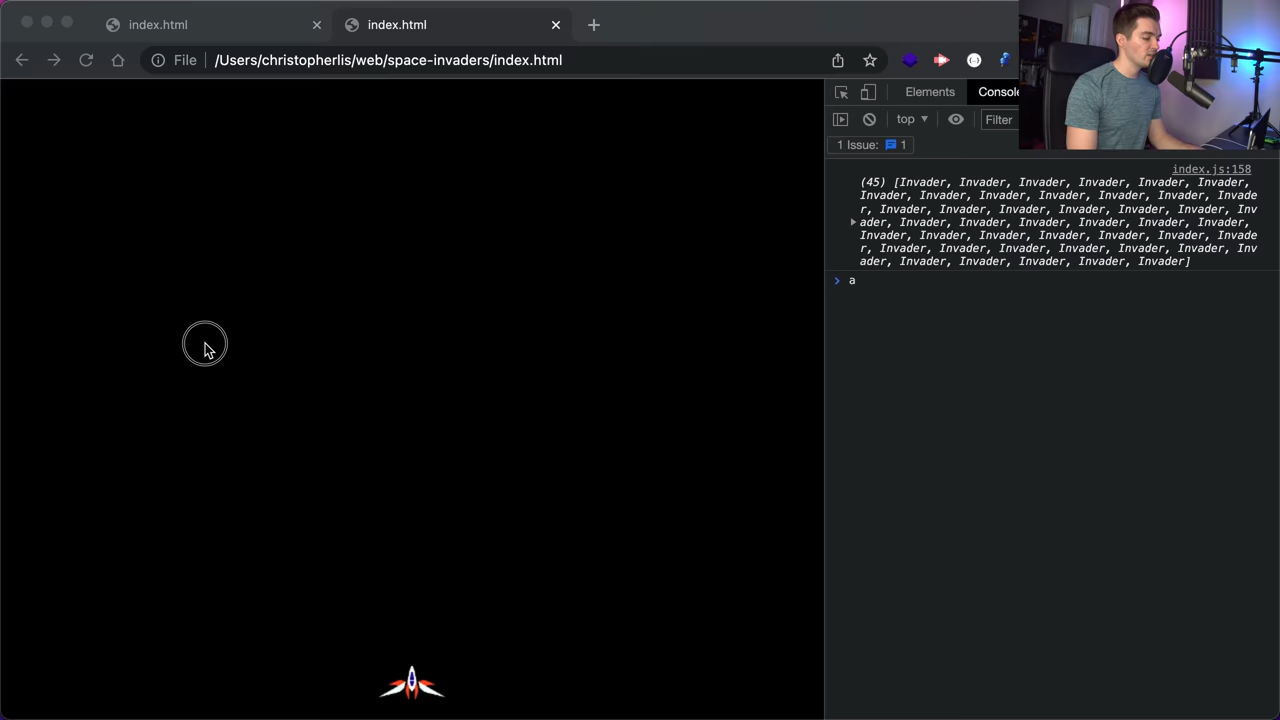 index.html
index.html
File /Users/christopherlis/web/space-invaders/index.html
Elements Console
top Filter
1 Issue: 1
index.js:158
(45) [Invader, Invader, Invader, Invader, Invader, Invader,
Invader, Invader, Invader, Invader, Invader, Invader, Invade
r, Invader, Invader, Invader, Invader, Invader, Invader, Inv
ader, Invader, Invader, Invader, Invader, Invader, Invader,
Invader, Invader, Invader, Invader, Invader, Invader, Invade
r, Invader, Invader, Invader, Invader, Invader, Invader, Inv
ader, Invader, Invader, Invader, Invader, Invader]
a